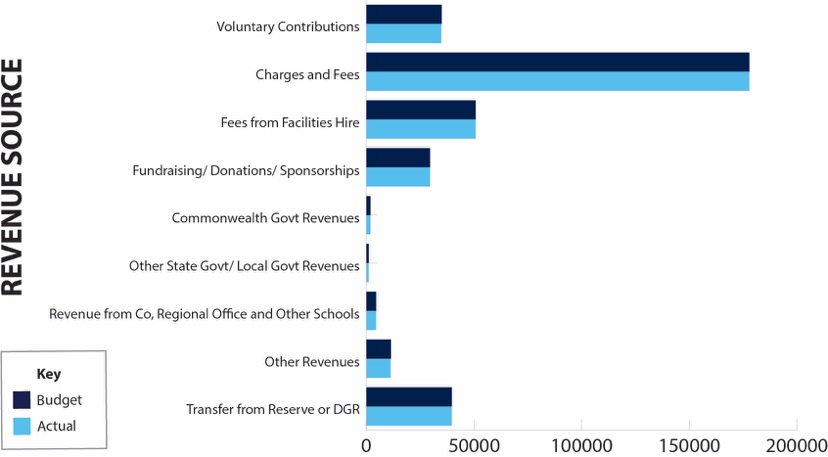 REVENUE SOURCE
Voluntary Contributions
Charges and Fees
Fees from Facilities Hire
Fundraising/ Donations/ Sponsorships
Commonwealth Govt Revenues
Other State Govt/ Local Govt Revenues
Revenue from Co, Regional Office and Other Schools
Other Revenues
Transfer from Reserve or DGR
0 50000 100000 150000 200000
Key
Budget
Actual